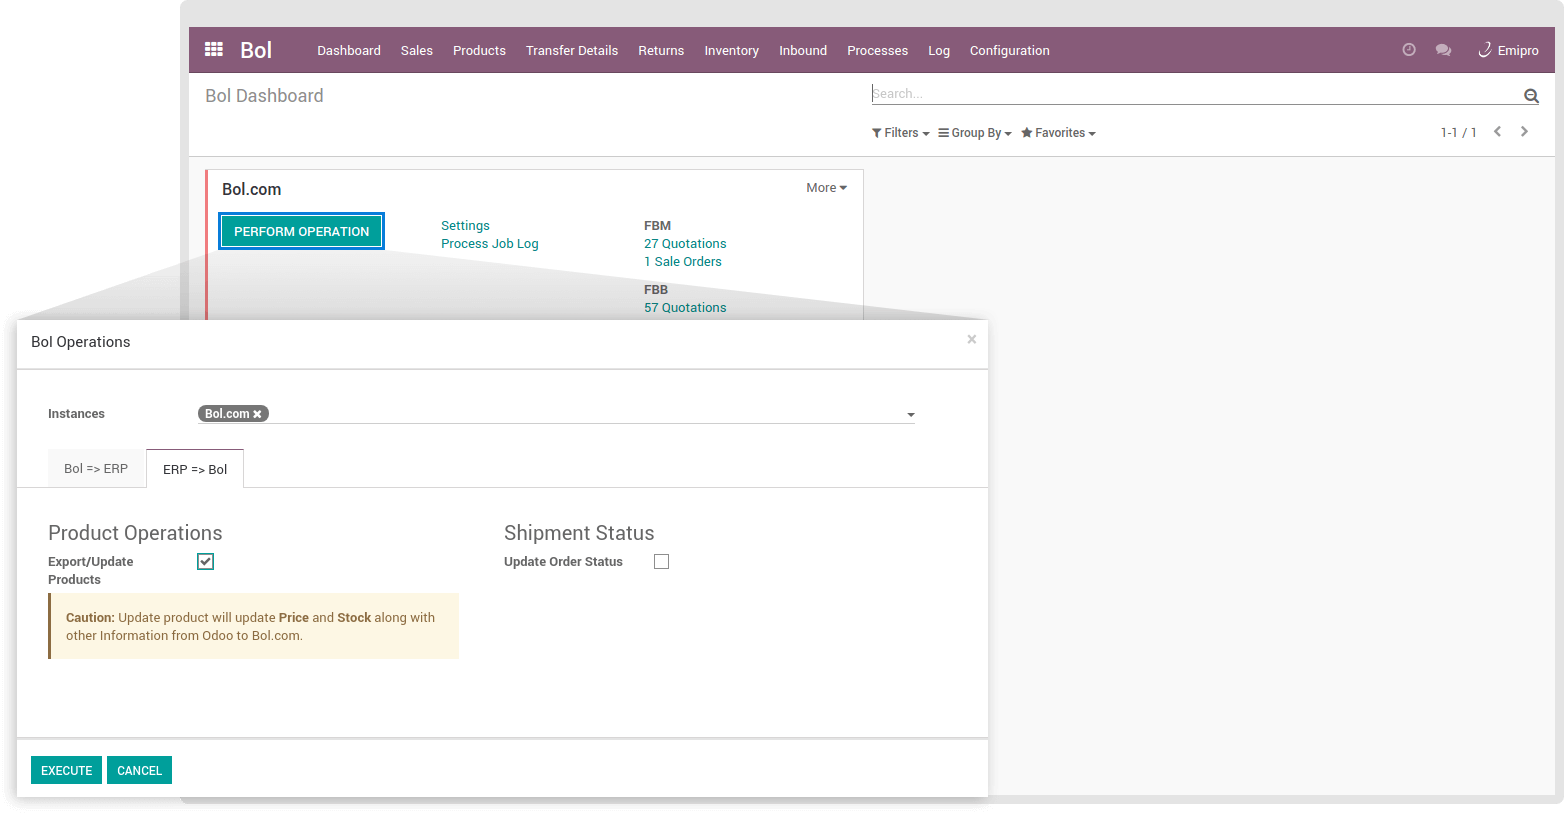 Bol Dashboard Sales Products Transfer Details Returns Inventory Inbound Processes Log Configuration Emipro
Bol Dashboard
Search...
Filters Group By Favorites 1-1 / 1
Bol.com More
PERFORM OPERATION Settings FBM
Process Job Log 27 Quotations
1 Sale Orders
FBB
57 Quotations
Bol Operations ×
Instances Bol.com ×
Bol => ERP ERP => Bol
Product Operations Shipment Status
Export/Update Update Order Status
Products
Caution: Update product will update Price and Stock along with
other Information from Odoo to Bol.com.
EXECUTE CANCEL